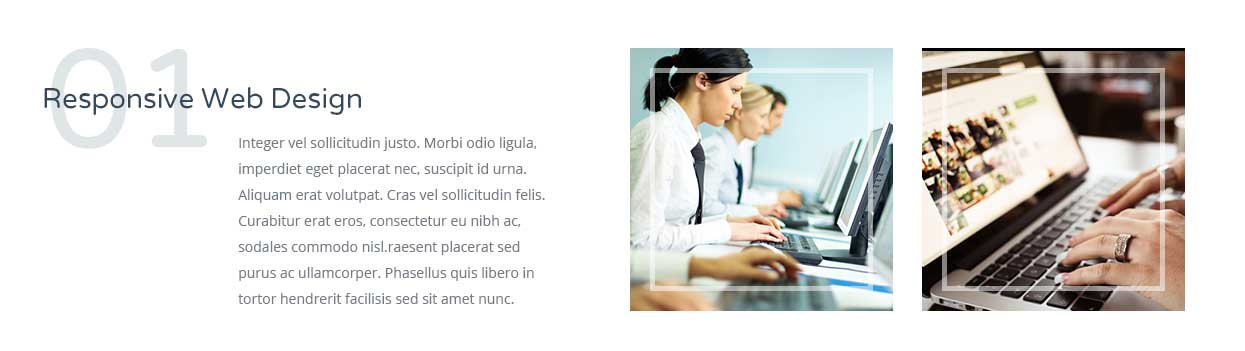 01
Responsive Web Design
Integer vel sollicitudin justo. Morbi odio ligula,
imperdiet eget placerat nec, suscipit id urna.
Aliquam erat volutpat. Cras vel sollicitudin felis.
Curabitur erat eros, consectetur eu nibh ac,
sodales commodo nisl.raesent placerat sed
purus ac ullamcorper. Phasellus quis libero in
tortor hendrerit facilisis sed sit amet nunc.